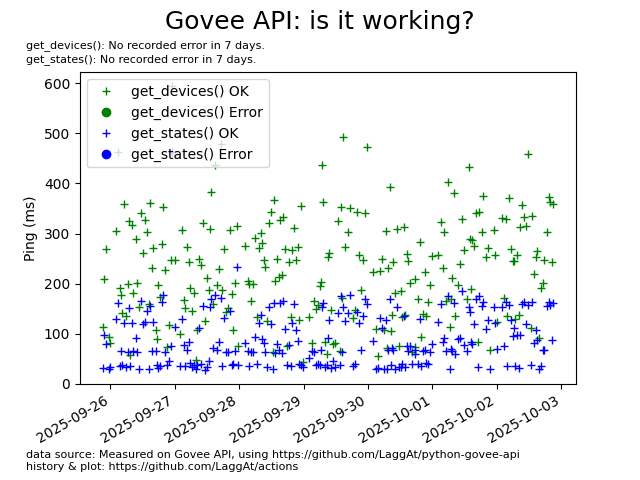 Govee API: is it working?
get_devices(): No recorded error in 7 days.
get_states(): No recorded error in 7 days.
get_devices() OK
get_devices() Error
get_states() OK
get_states() Error
Ping (ms)
600
500
400
300
200
100
0
2025-09-26
2025-09-27
2025-09-28
2025-09-29
2025-09-30
2025-10-01
2025-10-02
2025-10-03
data source: Measured on Govee API, using https://github.com/LaggAt/python-govee-api
history & plot: https://github.com/LaggAt/actions